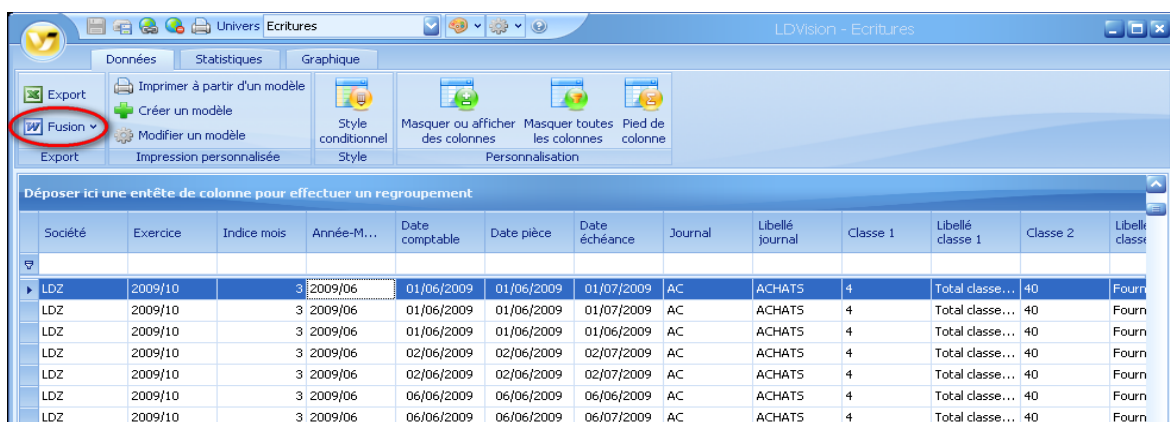 Univers Ecritures
LDVision - Ecritures
Données Statistiques Graphique
Export
Fusion
Export
Imprimer à partir d'un modèle
Créer un modèle
Modifier un modèle
Impression personnalisée
Style
conditionnel
Style
Masquer ou afficher
des colonnes
Masquer toutes
les colonnes
Pied de
colonne
Personnalisation
Déposer ici une entête de colonne pour effectuer un regroupement
Société Exercice Indice mois Année-M... Date comptable Date pièce Date échéance Journal Libellé journal Classe 1 Libellé classe 1 Classe 2 Libellé classe
LDZ 2009/10 3 2009/06 01/06/2009 01/06/2009 01/07/2009 AC ACHATS 4 Total classe... 40 Fourn
LDZ 2009/10 3 2009/06 01/06/2009 01/06/2009 01/07/2009 AC ACHATS 4 Total classe... 40 Fourn
LDZ 2009/10 3 2009/06 01/06/2009 01/06/2009 01/06/2009 AC ACHATS 4 Total classe... 40 Fourn
LDZ 2009/10 3 2009/06 02/06/2009 02/06/2009 02/07/2009 AC ACHATS 4 Total classe... 40 Fourn
LDZ 2009/10 3 2009/06 02/06/2009 02/06/2009 02/07/2009 AC ACHATS 4 Total classe... 40 Fourn
LDZ 2009/10 3 2009/06 06/06/2009 06/06/2009 06/06/2009 AC ACHATS 4 Total classe... 40 Fourn
LDZ 2009/10 3 2009/06 06/06/2009 06/06/2009 06/07/2009 AC ACHATS 4 Total classe... 40 Fourn